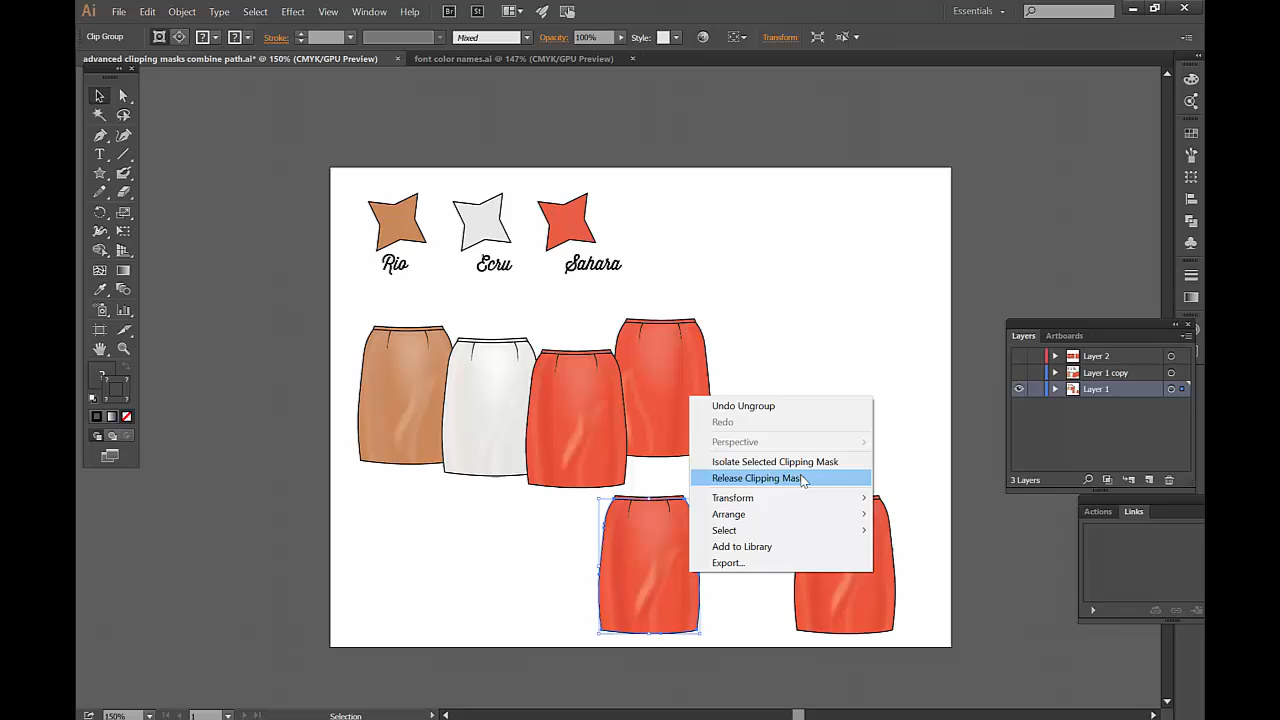 Ai File Edit Object Type Select Effect View Window Help Br St Essentials
Clip Group ? ? Stroke: Mixed Opacity: 100% Style: Transform
advanced clipping masks combine path.ai* @ 150% (CMYK/GPU Preview) font color names.ai @ 147% (CMYK/GPU Preview)
Rio Ecru Sahara
Layers Artboards
Layer 2
Layer 1 copy
Layer 1
3 Layers
Actions Links
Undo Ungroup
Redo
Perspective
Isolate Selected Clipping Mask
Release Clipping Mask
Transform
Arrange
Select
Add to Library
Export...
150% 1 Selection